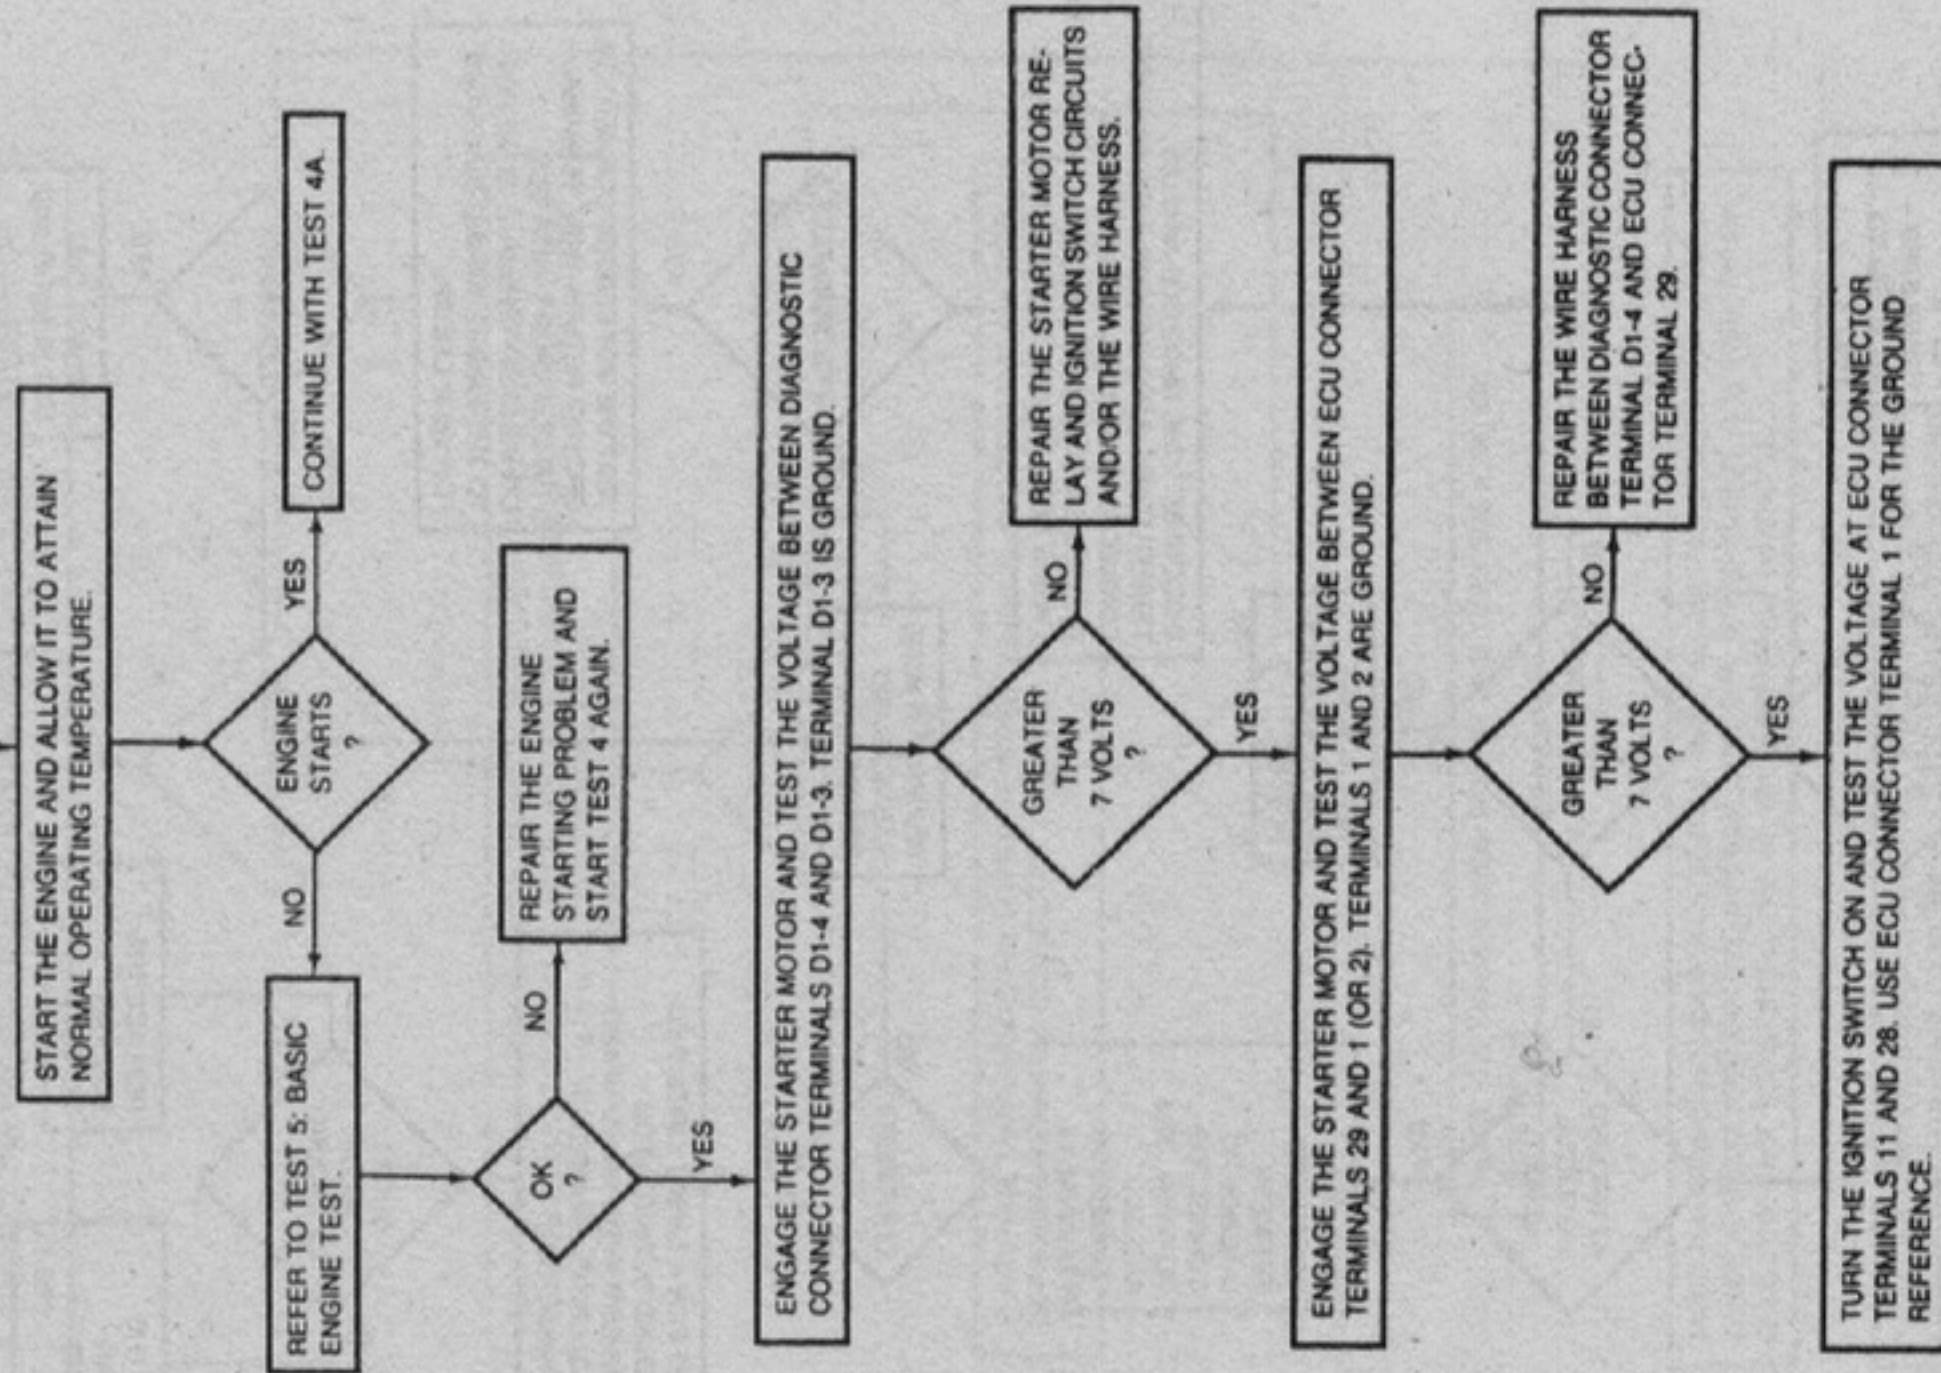 START THE ENGINE AND ALLOW IT TO ATTAIN
NORMAL OPERATING TEMPERATURE.
ENGINE
STARTS
?
YES
CONTINUE WITH TEST 4A.
NO
REFER TO TEST 5: BASIC
ENGINE TEST.
OK
?
NO
REPAIR THE ENGINE
STARTING PROBLEM AND
START TEST 4 AGAIN.
YES
ENGAGE THE STARTER MOTOR AND TEST THE VOLTAGE BETWEEN DIAGNOSTIC
CONNECTOR TERMINALS D1-4 AND D1-3. TERMINAL D1-3 IS GROUND.
GREATER
THAN
7 VOLTS
?
NO
REPAIR THE STARTER MOTOR RE-
LAY AND IGNITION SWITCH CIRCUITS
AND/OR THE WIRE HARNESS.
YES
ENGAGE THE STARTER MOTOR AND TEST THE VOLTAGE BETWEEN ECU CONNECTOR
TERMINALS 29 AND 1 (OR 2). TERMINALS 1 AND 2 ARE GROUND.
GREATER
THAN
7 VOLTS
?
NO
REPAIR THE WIRE HARNESS
BETWEEN DIAGNOSTIC CONNECTOR
TERMINAL D1-4 AND ECU CONNEC-
TOR TERMINAL 29.
YES
TURN THE IGNITION SWITCH ON AND TEST THE VOLTAGE AT ECU CONNECTOR
TERMINALS 11 AND 28. USE ECU CONNECTOR TERMINAL 1 FOR THE GROUND
REFERENCE.